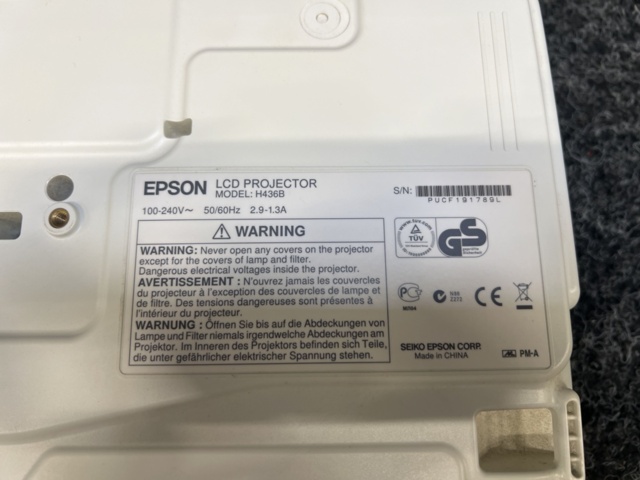 EPSON LCD PROJECTOR
MODEL: H436B
S/N:
PUCF191789L
100-240V~ 50/60Hz 2.9-1.3A
WARNING
WARNING: Never open any covers on the projector
except for the covers of lamp and filter.
Dangerous electrical voltages inside the projector.
AVERTISSEMENT : N'ouvrez jamais les couvercles
du projecteur à l'exception des couvercles de lampe et
de filtre. Des tensions dangereuses sont présentes à
l'intérieur du projecteur.
WARNUNG : Öffnen Sie bis auf die Abdeckungen von
Lampe und Filter niemals irgendwelche Abdeckungen am
Projektor. Im Inneren des Projektors befinden sich Teile,
die unter gefährlicher elektrischer Spannung stehen.
TÜV
GS
CE
SEIKO EPSON CORP.
Made in CHINA
PM-A